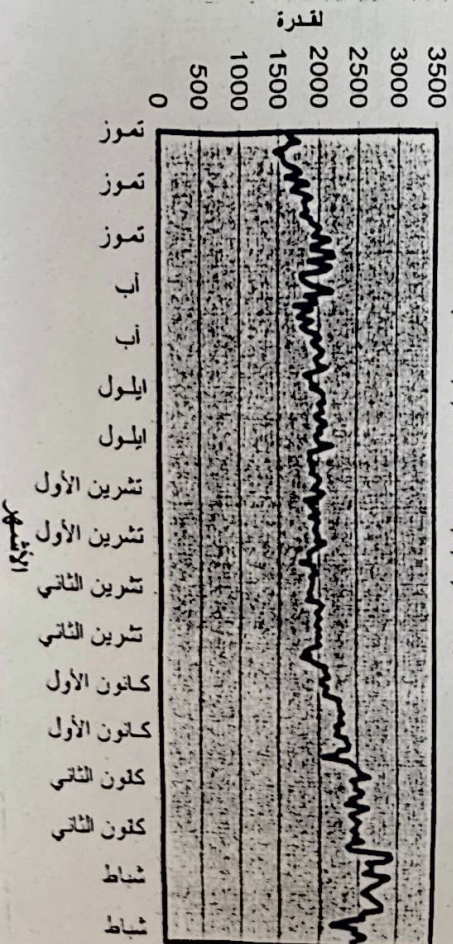 3500
3000
2500
2000
1500
1000
500
0
تموز
تموز
تموز
أب
أب
ايلول
ايلول
تشرين الأول
تشرين الأول
تشرين الثاني
تشرين الثاني
كانون الأول
كانون الأول
كانون الثاني
كانون الثاني
شباط
شباط
الأشهر